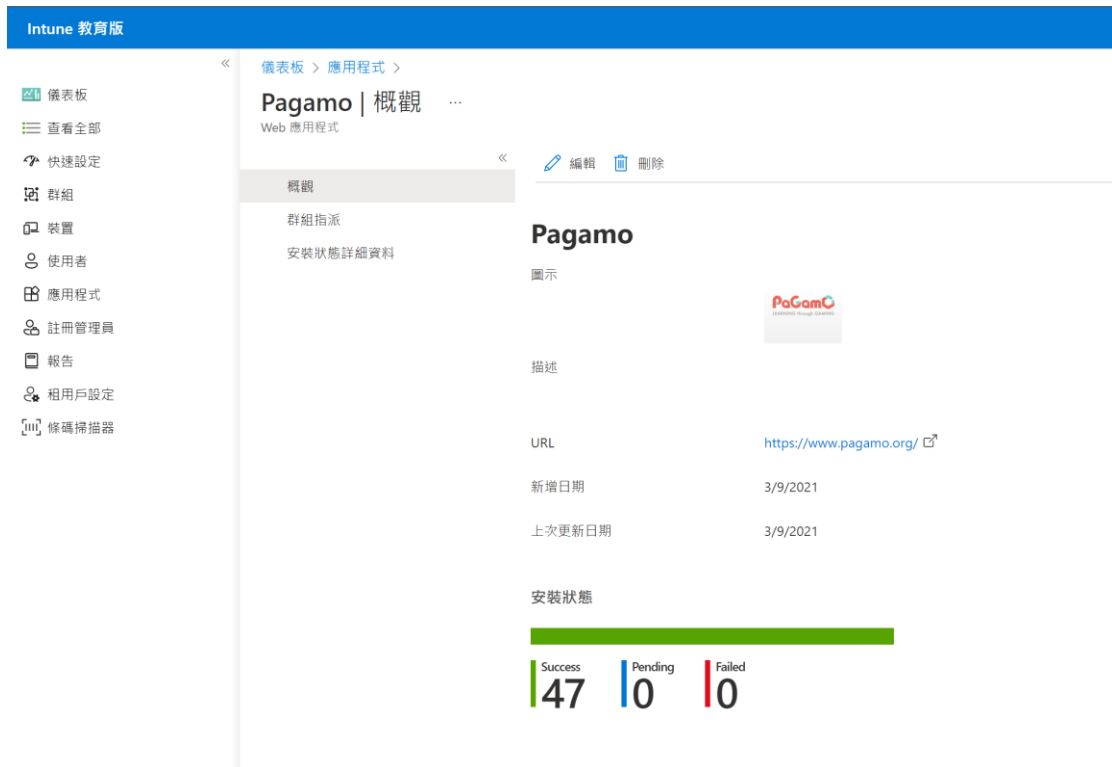 Intune 教育版
儀表板
查看全部
快速設定
群組
裝置
使用者
應用程式
註冊管理員
報告
租用戶設定
條碼掃描器
儀表板 > 應用程式 >
Pagamo | 概觀 ...
Web 應用程式
概觀
群組指派
安裝狀態詳細資料
編輯 刪除
Pagamo
圖示
PaGamO
LEARNING through GAMING
描述
URL https://www.pagamo.org/
新增日期 3/9/2021
上次更新日期 3/9/2021
安裝狀態
Success Pending Failed
47 0 0